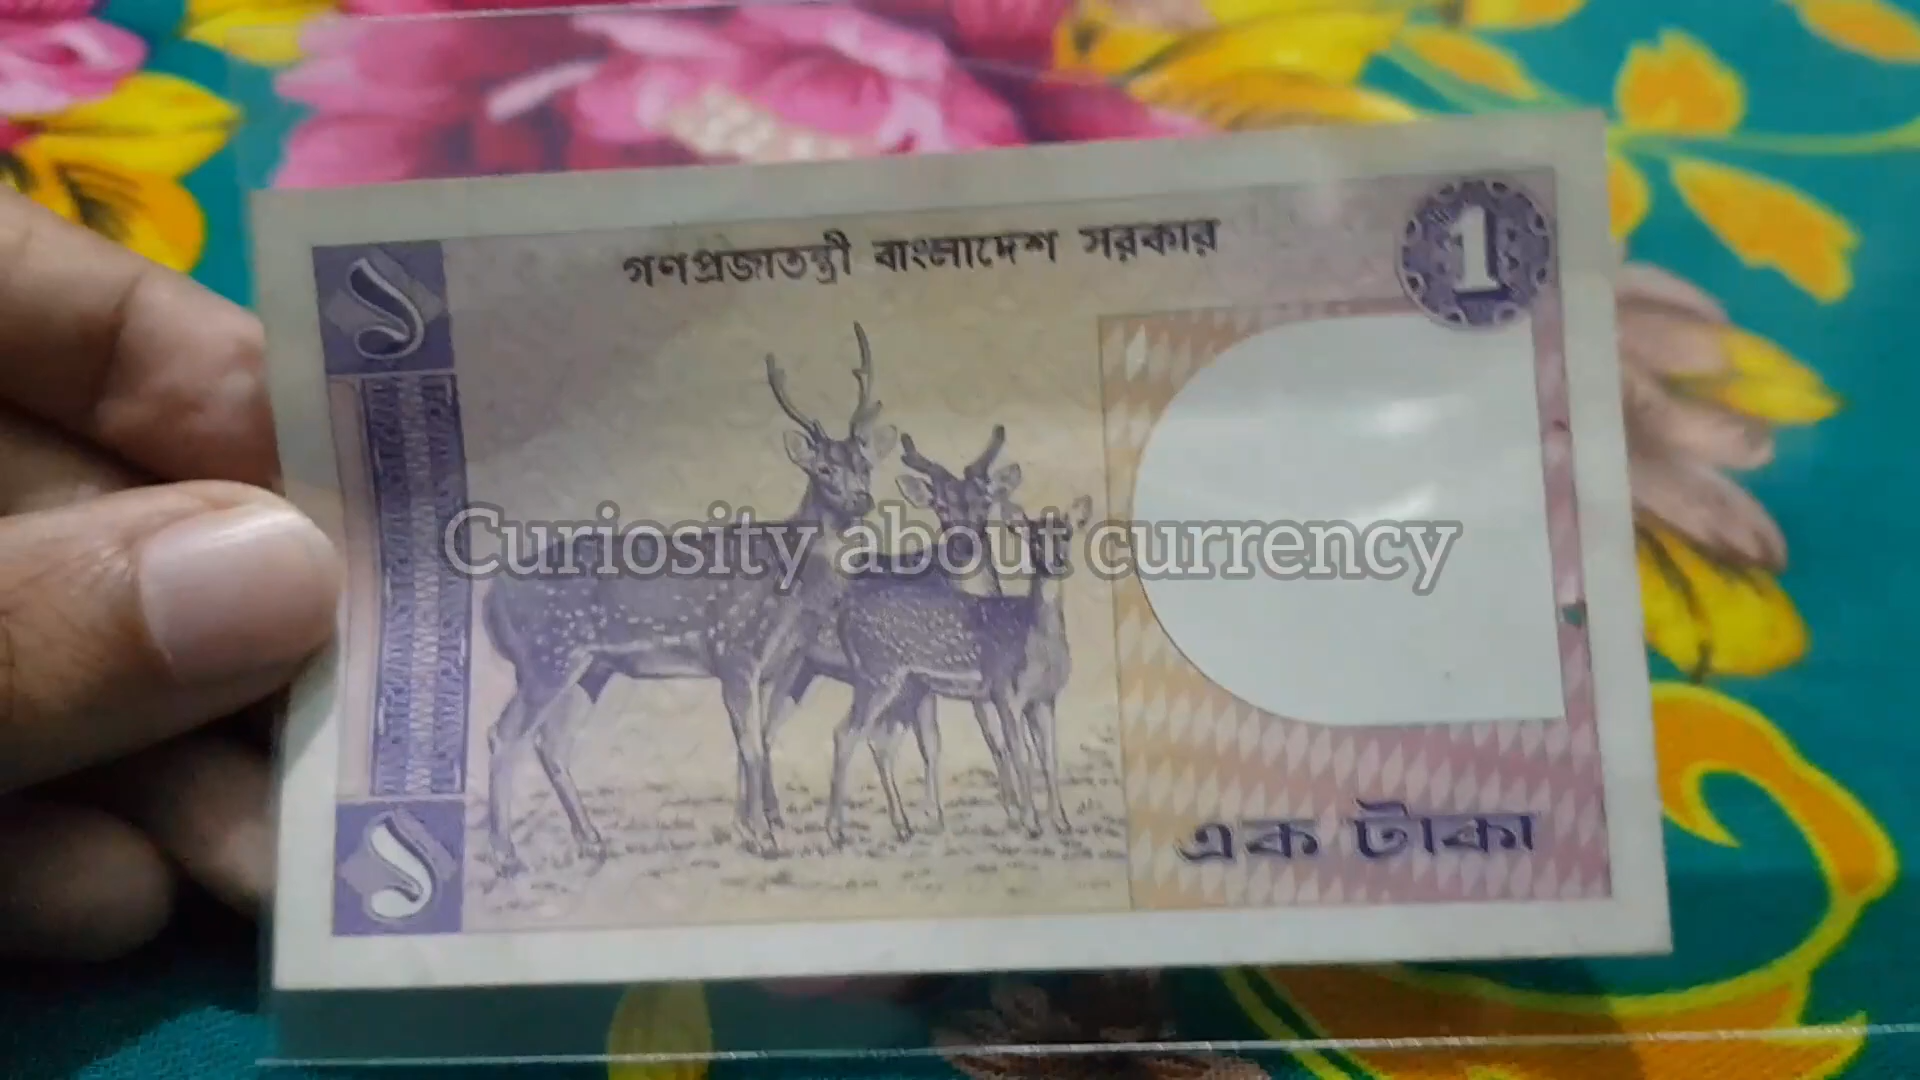 গণপ্রজাতন্ত্রী বাংলাদেশ সরকার
১
1
Curiosity about currency
১
এক টাকা